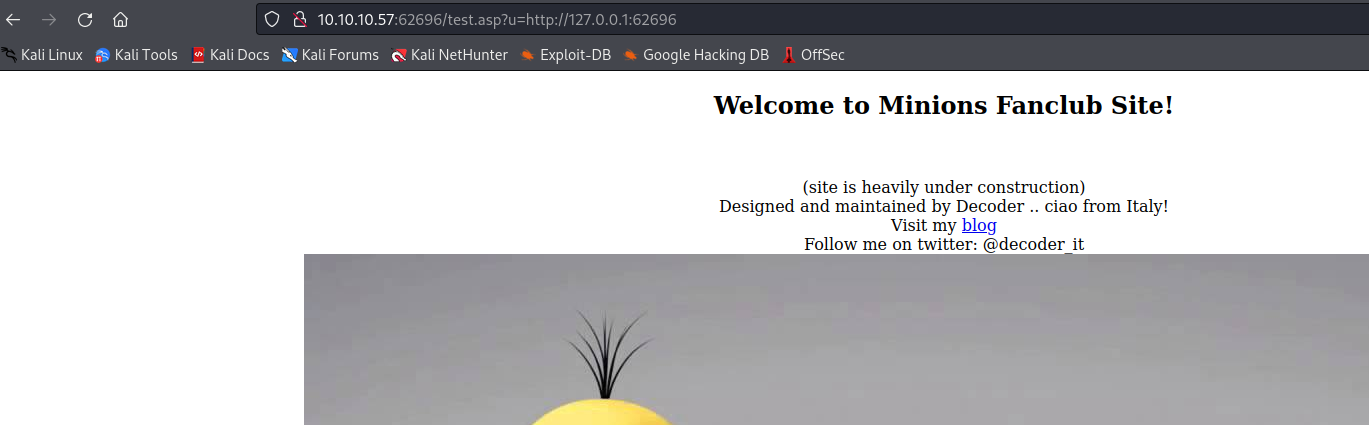 10.10.10.57:62696/test.asp?u=http://127.0.0.1:62696
Kali Linux Kali Tools Kali Docs Kali Forums Kali NetHunter Exploit-DB Google Hacking DB OffSec
Welcome to Minions Fanclub Site!
(site is heavily under construction)
Designed and maintained by Decoder .. ciao from Italy!
Visit my blog
Follow me on twitter: @decoder_it